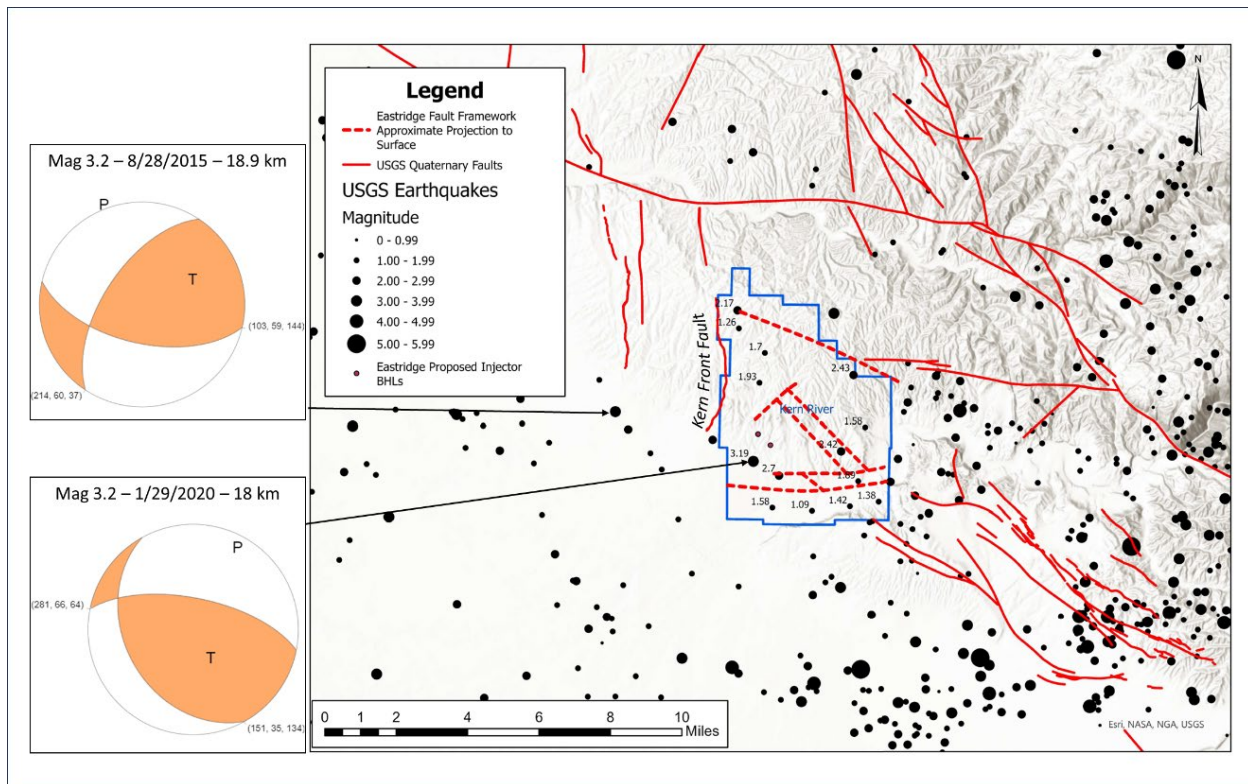 Mag 3.2 – 8/28/2015 – 18.9 km
P
T
(103, 59, 144)
(214, 60, 37)
Mag 3.2 – 1/29/2020 – 18 km
P
(281, 66, 64)
T
(151, 35, 134)
Legend
Eastridge Fault Framework
Approximate Projection to
Surface
USGS Quaternary Faults
USGS Earthquakes
Magnitude
0 - 0.99
1.00 - 1.99
2.00 - 2.99
3.00 - 3.99
4.00 - 4.99
5.00 - 5.99
Eastridge Proposed Injector
BHLs
N
Kern Front Fault
2.17
1.26
1.7
1.93
2.43
Kern River
1.58
2.42
3.19
2.7
1.69
1.58
1.09
1.42
1.38
0 1 2 4 6 8 10
Miles
Esri, NASA, NGA, USGS